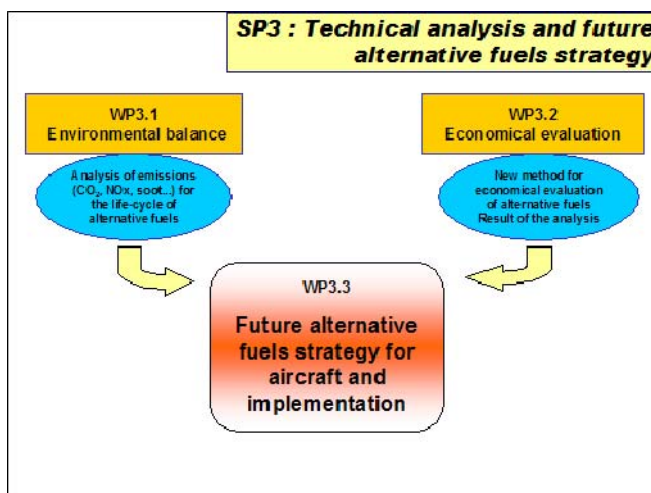 SP3 : Technical analysis and future
alternative fuels strategy
WP3.1
Environmental balance
Analysis of emissions
(CO₂, NOx, soot...) for
the life-cycle of
alternative fuels
WP3.2
Economical evaluation
New method for
economical evaluation
of alternative fuels
Result of the analysis
WP3.3
Future alternative
fuels strategy for
aircraft and
implementation